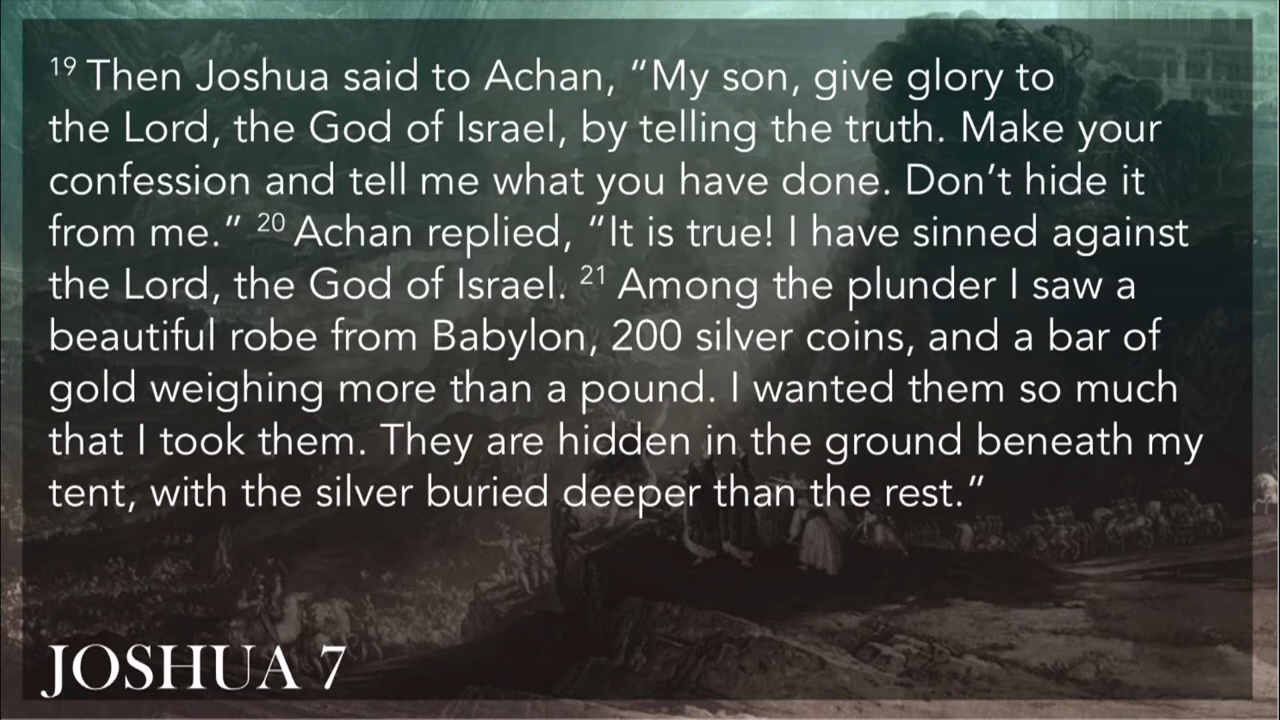 19 Then Joshua said to Achan, “My son, give glory to
the Lord, the God of Israel, by telling the truth. Make your
confession and tell me what you have done. Don’t hide it
from me.” 20 Achan replied, “It is true! I have sinned against
the Lord, the God of Israel. 21 Among the plunder I saw a
beautiful robe from Babylon, 200 silver coins, and a bar of
gold weighing more than a pound. I wanted them so much
that I took them. They are hidden in the ground beneath my
tent, with the silver buried deeper than the rest.”
JOSHUA 7